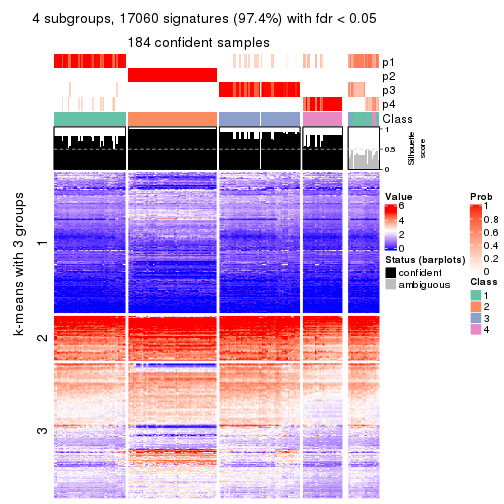 4 subgroups, 17060 signatures (97.4%) with fdr < 0.05
184 confident samples
p1
p2
p3
p4
Class
1
0.5
0
Silhouette
score
k-means with 3 groups
1
2
3
Value
6
4
2
0
Status (barplots)
confident
ambiguous
Prob
1
0.8
0.6
0.4
0.2
0
Class
1
2
3
4